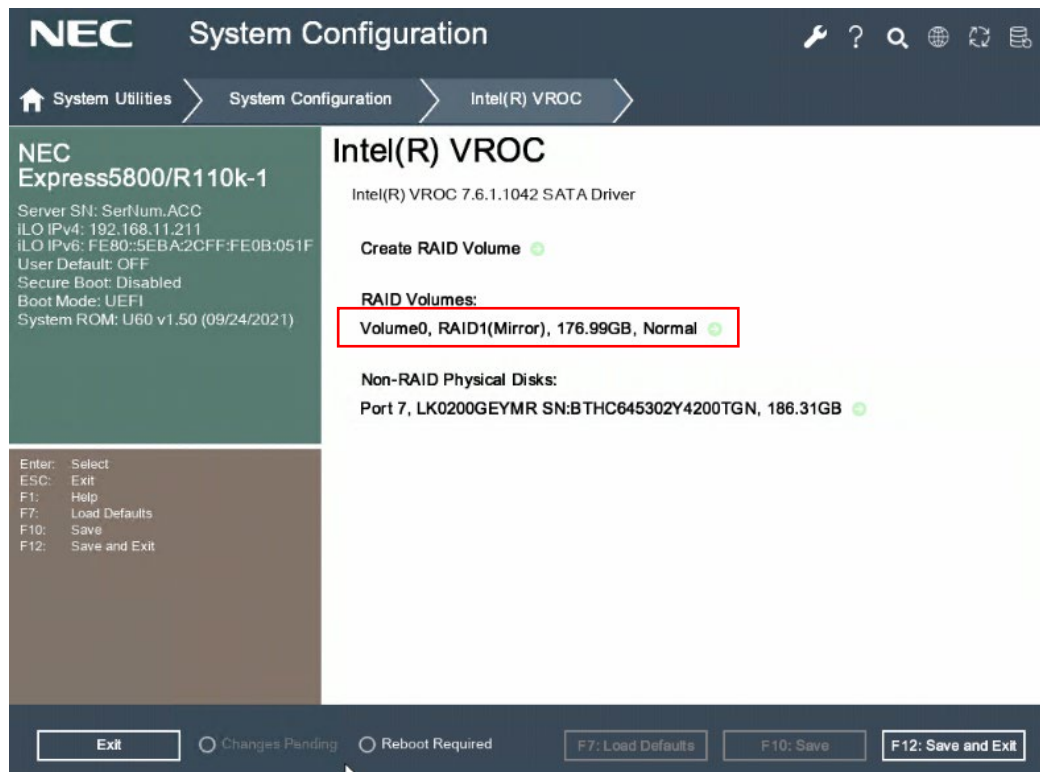 NEC System Configuration
System Utilities System Configuration Intel(R) VROC
NEC
Express5800/R110k-1
Server SN: SerNum.ACC
iLO IPv4: 192.168.11.211
iLO IPv6: FE80::5EBA:2CFF:FE0B:051F
User Default: OFF
Secure Boot: Disabled
Boot Mode: UEFI
System ROM: U60 v1.50 (09/24/2021)
Enter: Select
ESC: Exit
F1: Help
F7: Load Defaults
F10: Save
F12: Save and Exit
Intel(R) VROC
Intel(R) VROC 7.6.1.1042 SATA Driver
Create RAID Volume
RAID Volumes:
Volume0, RAID1(Mirror), 176.99GB, Normal
Non-RAID Physical Disks:
Port 7, LK0200GEYMR SN:BTHC645302Y4200TGN, 186.31GB
Exit Changes Pending Reboot Required F7: Load Defaults F10: Save F12: Save and Exit